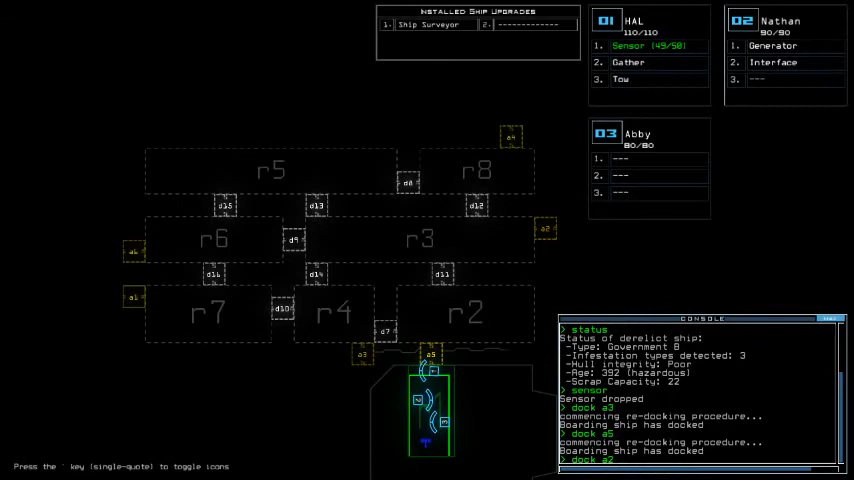 INSTALLED SHIP UPGRADES
1. Ship Surveyor 2. -------------
01 HAL
110/110
1. Sensor (49/50)
2. Gather
3. Tow
02 Nathan
90/90
1. Generator
2. Interface
3. ---
03 Abby
80/80
1. ---
2. ---
3. ---
a4
r5
r8
d8
d15
d13
d12
r6
d9
r3
a2
a6
d16
d14
d11
a1
r7
d10
r4
r2
d7
a3
a5
1
2
3
CONSOLE
> status
Status of derelict ship:
-Type: Government B
-Infestation types detected: 3
-Hull integrity: Poor
-Age: 392 (hazardous)
-Scrap Capacity: 22
> sensor
Sensor dropped
> dock a3
commencing re-docking procedure...
Boarding ship has docked
> dock a5
commencing re-docking procedure...
Boarding ship has docked
> dock a2
Press the ' key (single-quote) to toggle icons